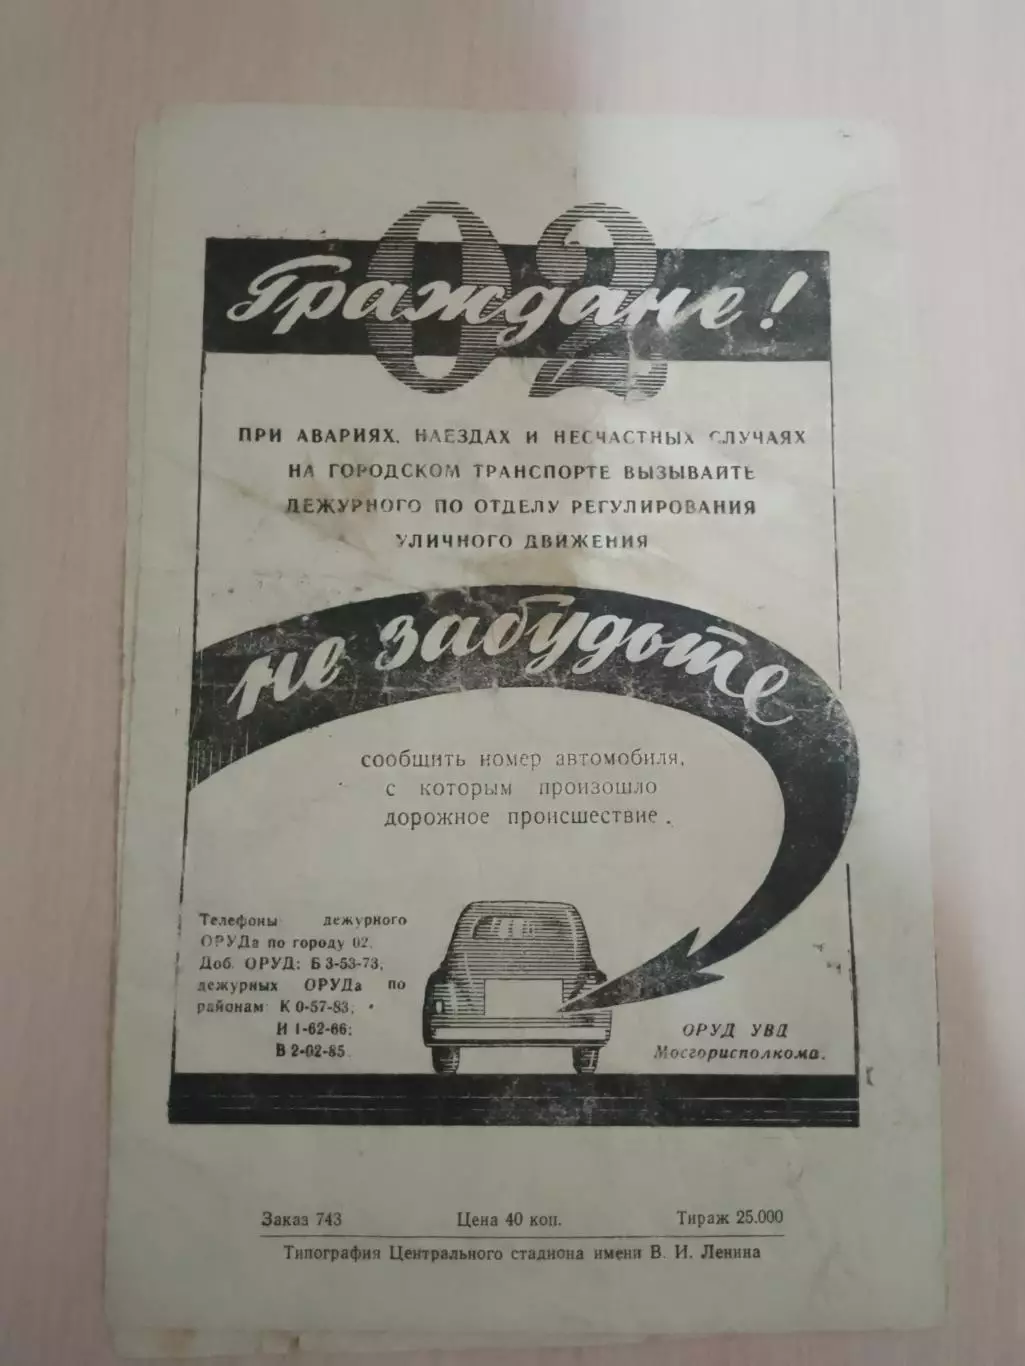 02
Граждане!
ПРИ АВАРИЯХ, НАЕЗДАХ И НЕСЧАСТНЫХ СЛУЧАЯХ
НА ГОРОДСКОМ ТРАНСПОРТЕ ВЫЗЫВАЙТЕ
ДЕЖУРНОГО ПО ОТДЕЛУ РЕГУЛИРОВАНИЯ
УЛИЧНОГО ДВИЖЕНИЯ
не забудьте
сообщить номер автомобиля,
с которым произошло
дорожное происшествие.
Телефоны дежурного
ОРУДа по городу 02.
Доб. ОРУД: Б 3-53-73,
дежурных ОРУДа по
районам: К 0-57-83,
И 1-62-66;
В 2-02-85.
ОРУД УВД
Мосгорисполкома.
Заказ 743 Цена 40 коп. Тираж 25.000
Типография Центрального стадиона имени В. И. Ленина